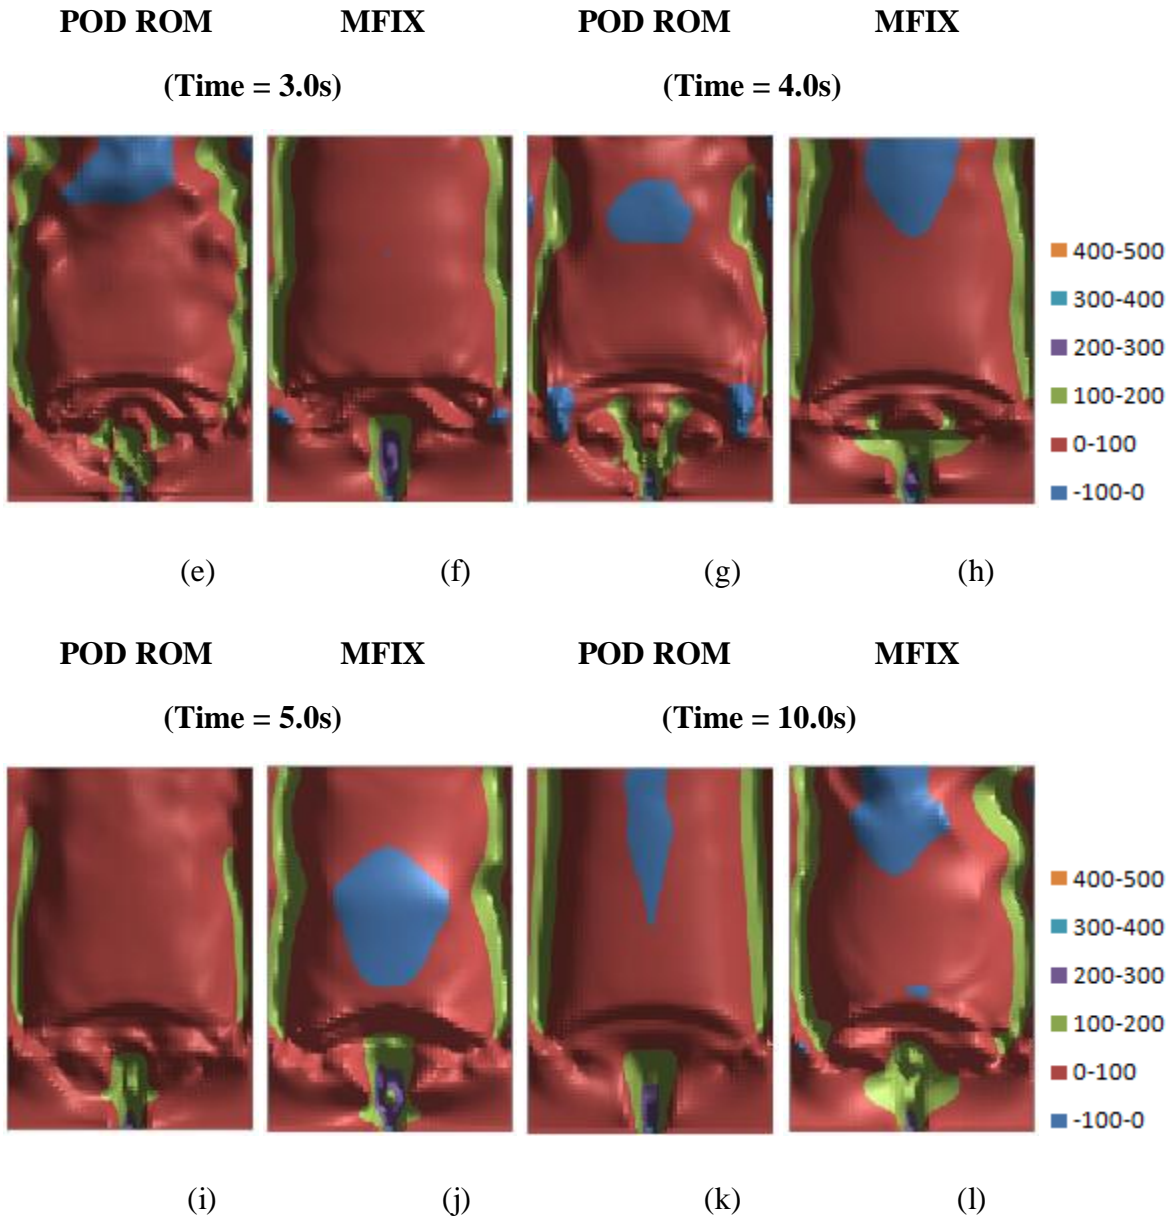 POD ROM MFIX POD ROM MFIX
(Time = 3.0s) (Time = 4.0s)
400-500
300-400
200-300
100-200
0-100
-100-0
(e) (f) (g) (h)
POD ROM MFIX POD ROM MFIX
(Time = 5.0s) (Time = 10.0s)
400-500
300-400
200-300
100-200
0-100
-100-0
(i) (j) (k) (l)